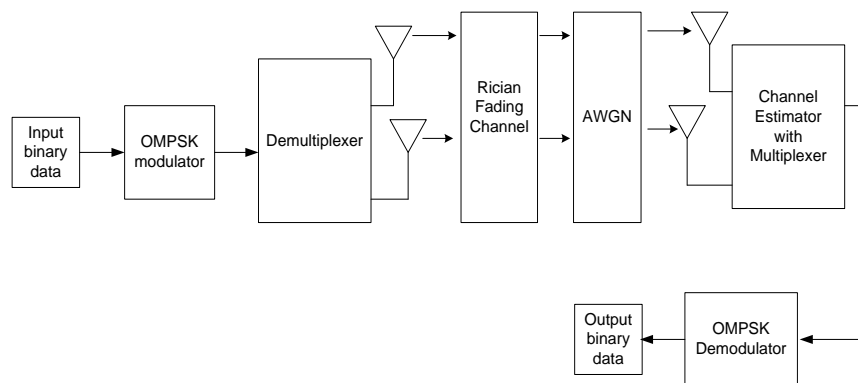 Input
binary
data
OMPSK
modulator
Demultiplexer
Rician
Fading
Channel
AWGN
Channel
Estimator
with
Multiplexer
Output
binary
data
OMPSK
Demodulator